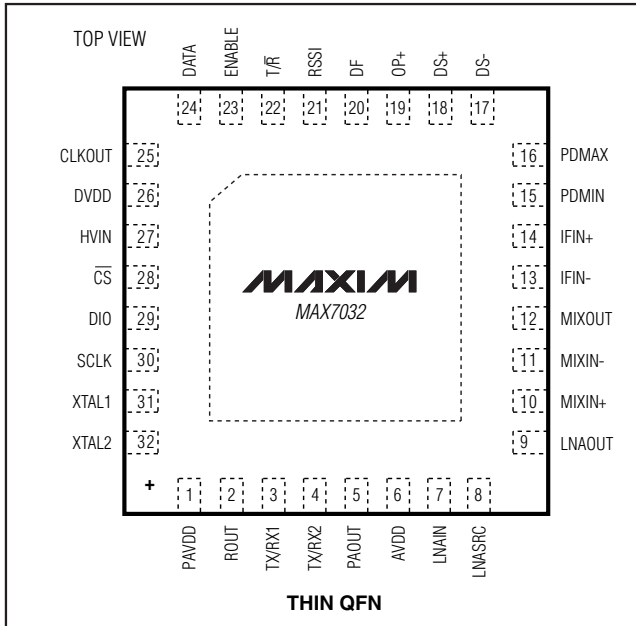 TOP VIEW
DATA
ENABLE
T/R̅
RSSI
DF
OP+
DS+
DS-
24 23 22 21 20 19 18 17
CLKOUT 25
DVDD 26
HVIN 27
C̅S̅ 28
DIO 29
SCLK 30
XTAL1 31
XTAL2 32
16 PDMAX
15 PDMIN
14 IFIN+
13 IFIN-
12 MIXOUT
11 MIXIN-
10 MIXIN+
9 LNAOUT
MAXIM
MAX7032
+
1 2 3 4 5 6 7 8
PAVDD
ROUT
TX/RX1
TX/RX2
PAOUT
AVDD
LNAIN
LNASRC
THIN QFN